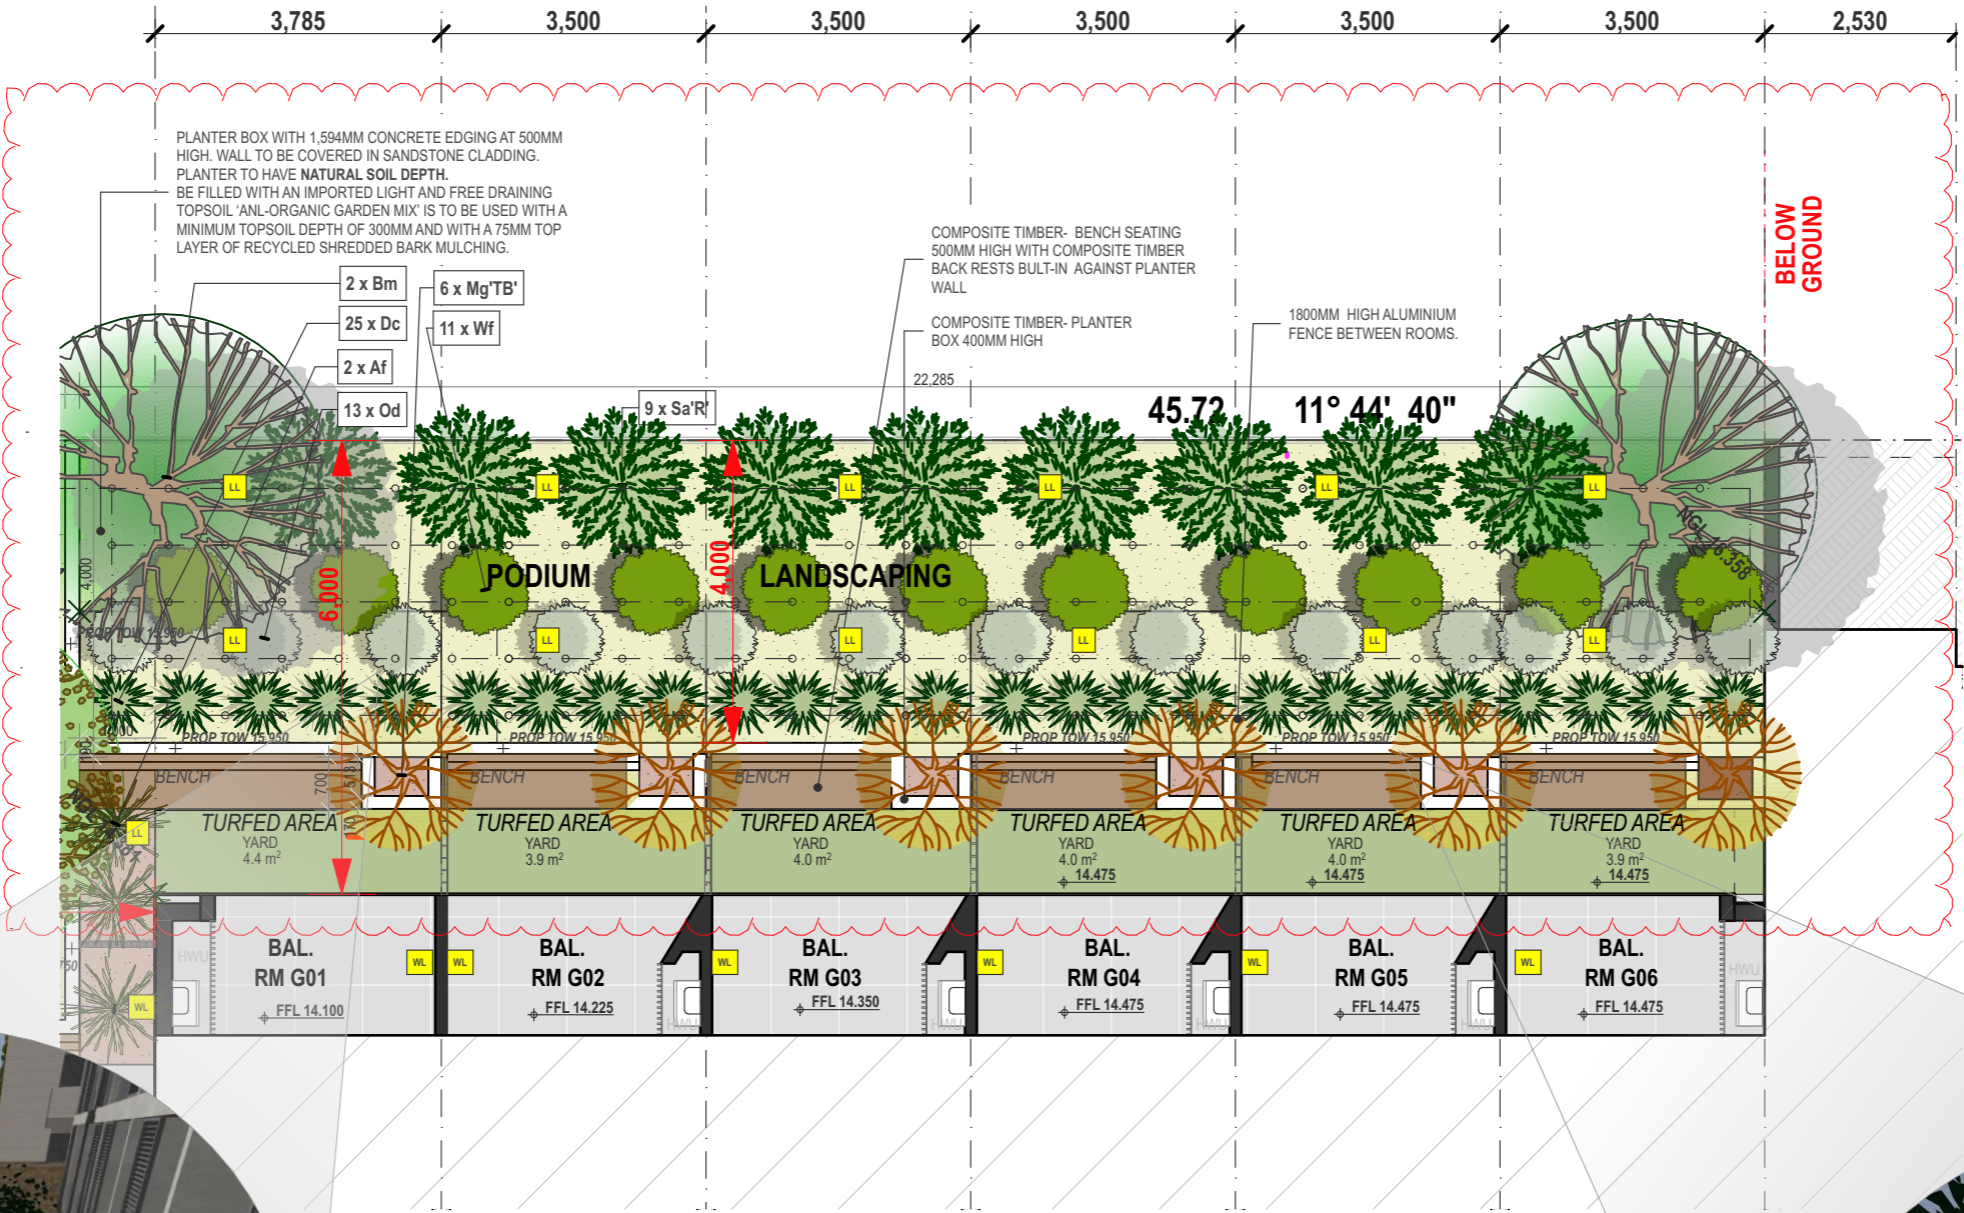 3,785 3,500 3,500 3,500 3,500 3,500 2,530
PLANTER BOX WITH 1,594MM CONCRETE EDGING AT 500MM
HIGH. WALL TO BE COVERED IN SANDSTONE CLADDING.
PLANTER TO HAVE NATURAL SOIL DEPTH.
BE FILLED WITH AN IMPORTED LIGHT AND FREE DRAINING
TOPSOIL 'ANL-ORGANIC GARDEN MIX' IS TO BE USED WITH A
MINIMUM TOPSOIL DEPTH OF 300MM AND WITH A 75MM TOP
LAYER OF RECYCLED SHREDDED BARK MULCHING.
COMPOSITE TIMBER- BENCH SEATING
500MM HIGH WITH COMPOSITE TIMBER
BACK RESTS BULT-IN AGAINST PLANTER
WALL
COMPOSITE TIMBER- PLANTER
BOX 400MM HIGH
1800MM HIGH ALUMINIUM
FENCE BETWEEN ROOMS.
BELOW
GROUND
2 x Bm
25 x Dc
2 x Af
13 x Od
6 x Mg'TB'
11 x Wf
9 x Sa'R'
22,285
45.72 11° 44' 40"
LL LL LL LL LL LL
6,000
4,000
4,000
PODIUM LANDSCAPING
LL LL LL LL LL LL
PROP TOW 15.950
PROP TOW 15.950 PROP TOW 15.950 PROP TOW 15.950 PROP TOW 15.950 PROP TOW 15.950
BENCH BENCH BENCH BENCH BENCH
700
513
170
LL
TURFED AREA TURFED AREA TURFED AREA TURFED AREA TURFED AREA TURFED AREA
YARD YARD YARD YARD YARD YARD
4.4 m² 3.9 m² 4.0 m² 4.0 m² 4.0 m² 3.9 m²
14.475 14.475 14.475
BAL. BAL. BAL. BAL. BAL. BAL.
RM G01 RM G02 RM G03 RM G04 RM G05 RM G06
FFL 14.100 FFL 14.225 FFL 14.350 FFL 14.475 FFL 14.475 FFL 14.475
WL WL WL WL WL WL
WL
HWU HWU HWU HWU HWU HWU